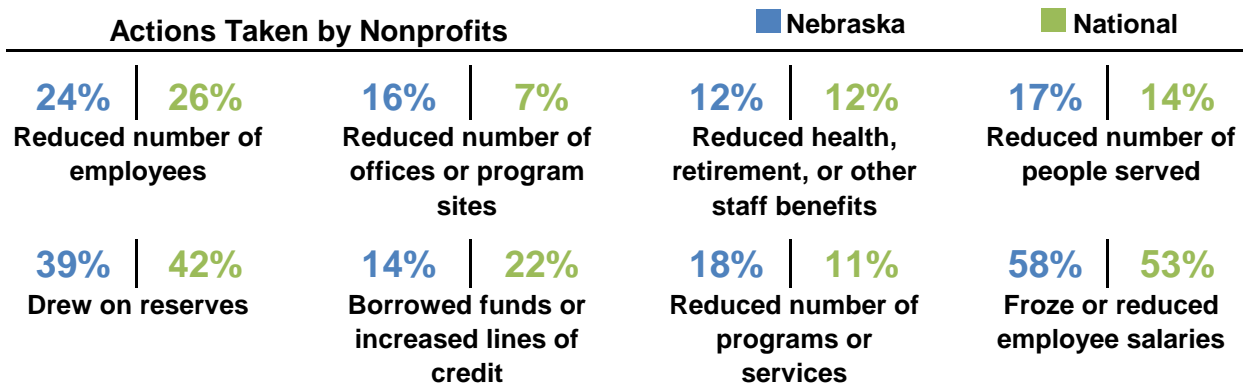 Actions Taken by Nonprofits
Nebraska
National
24% 26%
Reduced number of
employees
16% 7%
Reduced number of
offices or program
sites
12% 12%
Reduced health,
retirement, or other
staff benefits
17% 14%
Reduced number of
people served
39% 42%
Drew on reserves
14% 22%
Borrowed funds or
increased lines of
credit
18% 11%
Reduced number of
programs or
services
58% 53%
Froze or reduced
employee salaries